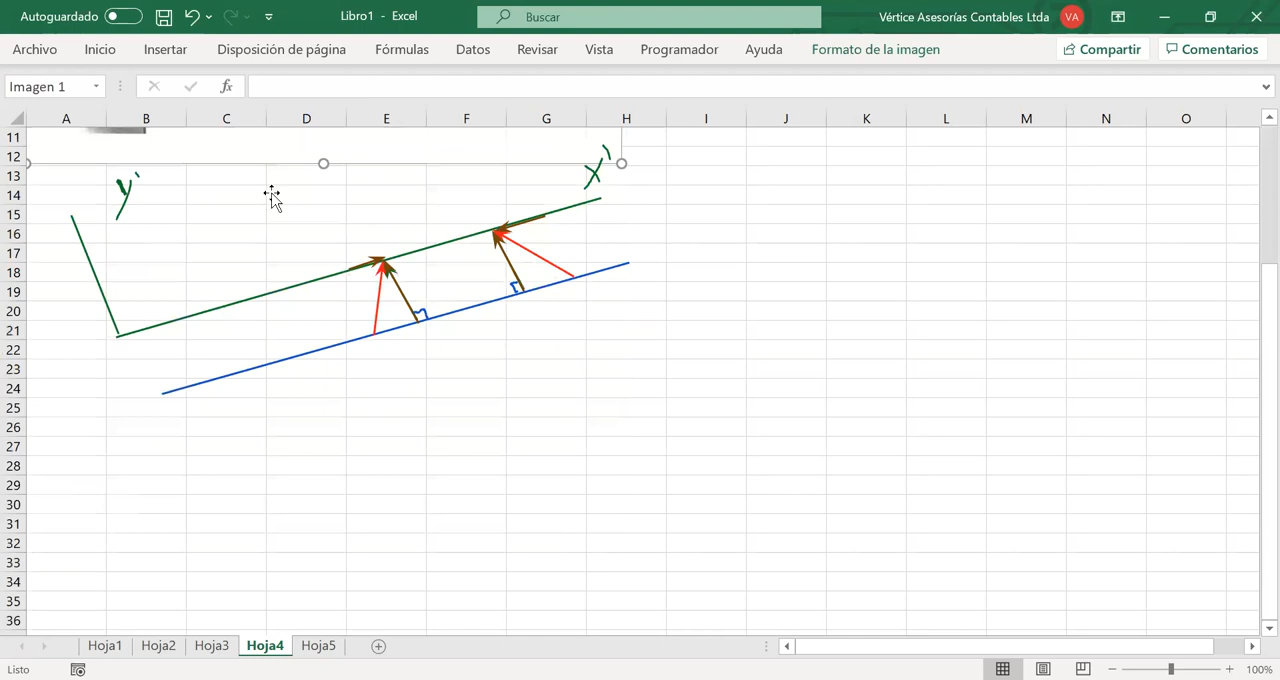 Autoguardado
Libro1 - Excel
Buscar
Vértice Asesorías Contables Ltda
VA
Archivo Inicio Insertar Disposición de página Fórmulas Datos Revisar Vista Programador Ayuda Formato de la imagen Compartir Comentarios
Imagen 1 fx
A B C D E F G H I J K L M N O
11
12
13
14
15
16
17
18
19
20
21
22
23
24
25
26
27
28
29
30
31
32
33
34
35
36
y'
x'
Hoja1 Hoja2 Hoja3 Hoja4 Hoja5
Listo
100%